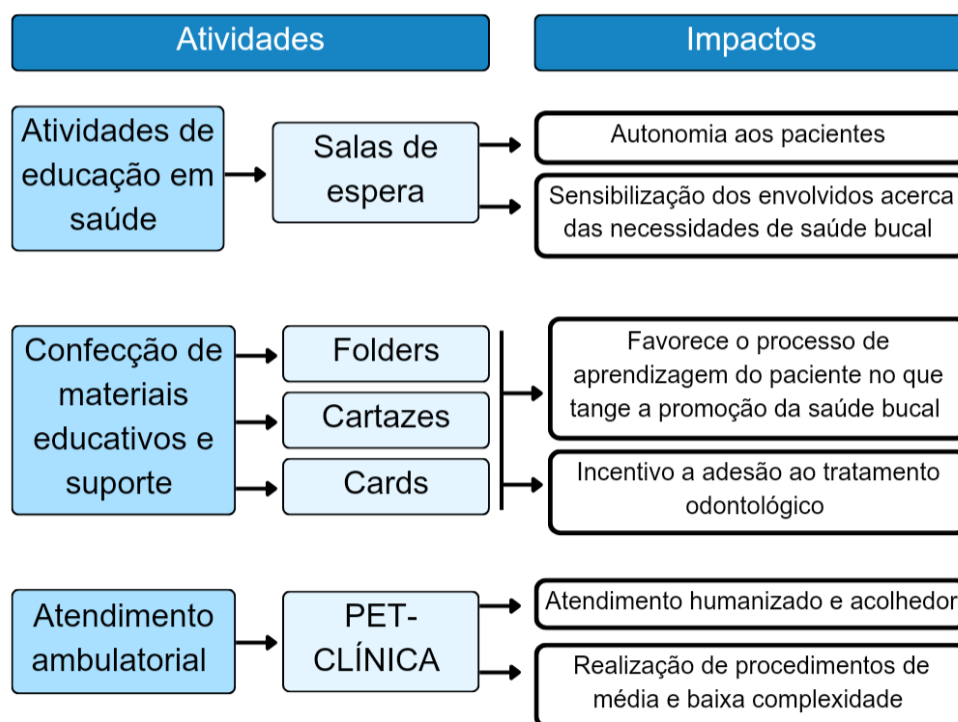 Atividades
Impactos
Atividades de
educação em
saúde
Salas de
espera
Autonomia aos pacientes
Sensibilização dos envolvidos acerca
das necessidades de saúde bucal
Confecção de
materiais
educativos e
suporte
Folders
Cartazes
Cards
Favorece o processo de
aprendizagem do paciente no que
tange a promoção da saúde bucal
Incentivo a adesão ao tratamento
odontológico
Atendimento
ambulatorial
PET-
CLÍNICA
Atendimento humanizado e acolhedor
Realização de procedimentos de
média e baixa complexidade